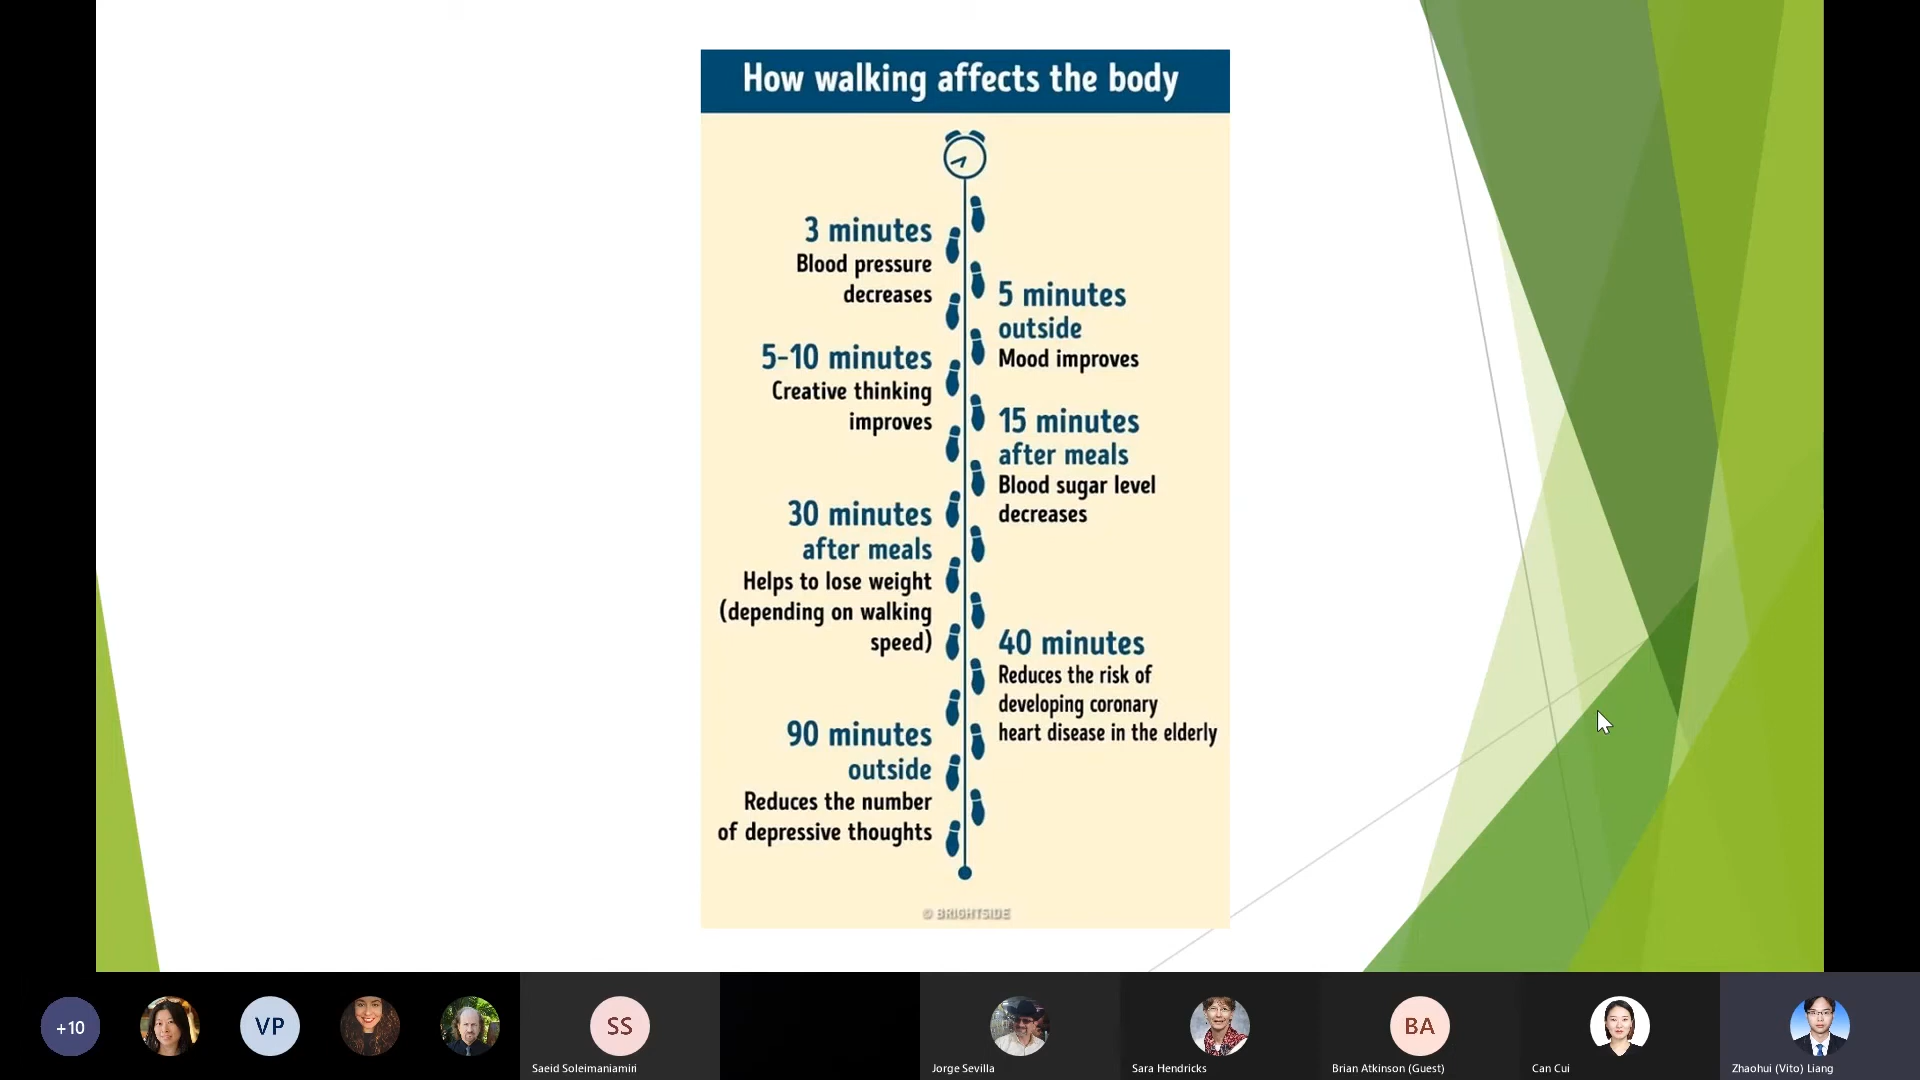 How walking affects the body
3 minutes
Blood pressure
decreases
5 minutes
outside
Mood improves
5-10 minutes
Creative thinking
improves
15 minutes
after meals
Blood sugar level
decreases
30 minutes
after meals
Helps to lose weight
(depending on walking
speed)
40 minutes
Reduces the risk of
developing coronary
heart disease in the elderly
90 minutes
outside
Reduces the number
of depressive thoughts
© BRIGHTSIDE
+10
VP
SS
BA
Saeid Soleimaniamiri
Jorge Sevilla
Sara Hendricks
Brian Atkinson (Guest)
Can Cui
Zhaohui (Vito) Liang